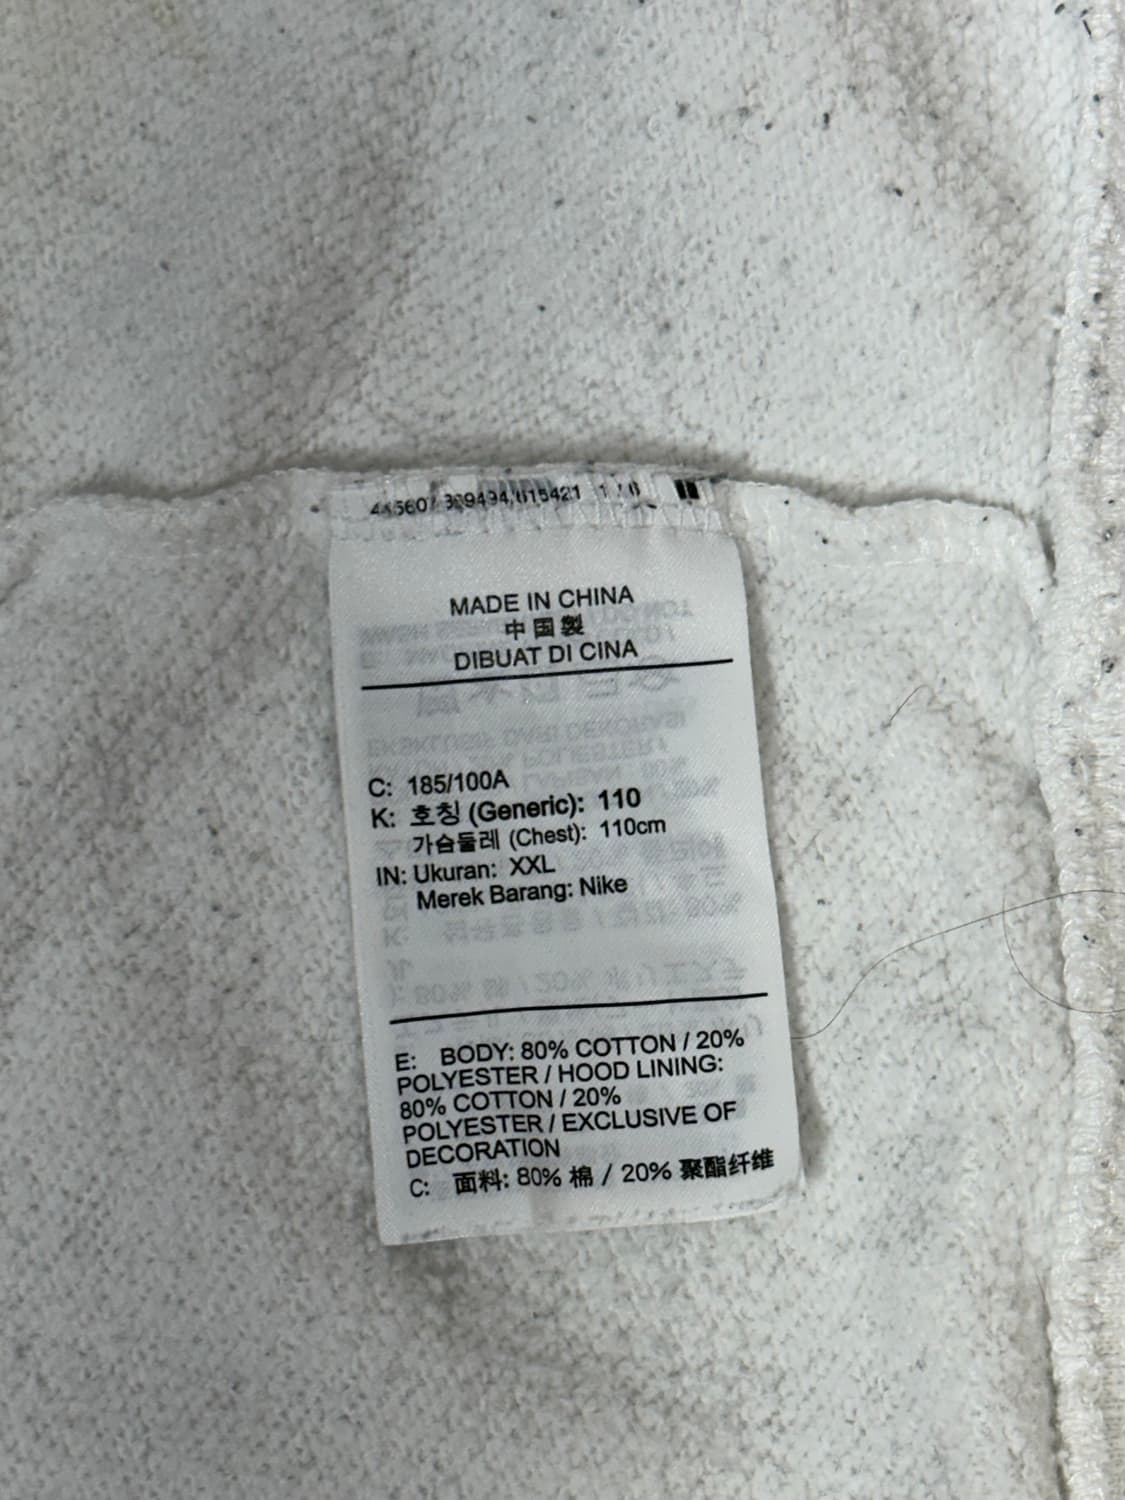 MADE IN CHINA
中国製
DIBUAT DI CINA
C: 185/100A
K: 호칭 (Generic): 110
가슴둘레 (Chest): 110cm
IN: Ukuran: XXL
Merek Barang: Nike
E: BODY: 80% COTTON / 20%
POLYESTER / HOOD LINING:
80% COTTON / 20%
POLYESTER / EXCLUSIVE OF
DECORATION
C: 面料: 80% 棉 / 20% 聚酯纤维